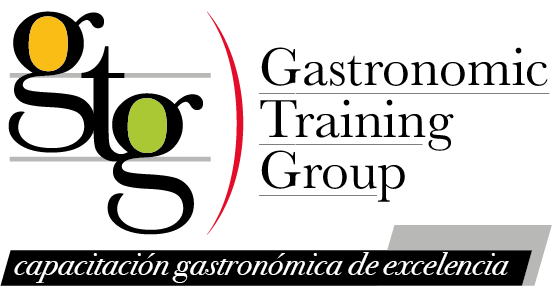 gtg
Gastronomic
Training
Group
capacitación gastronómica de excelencia